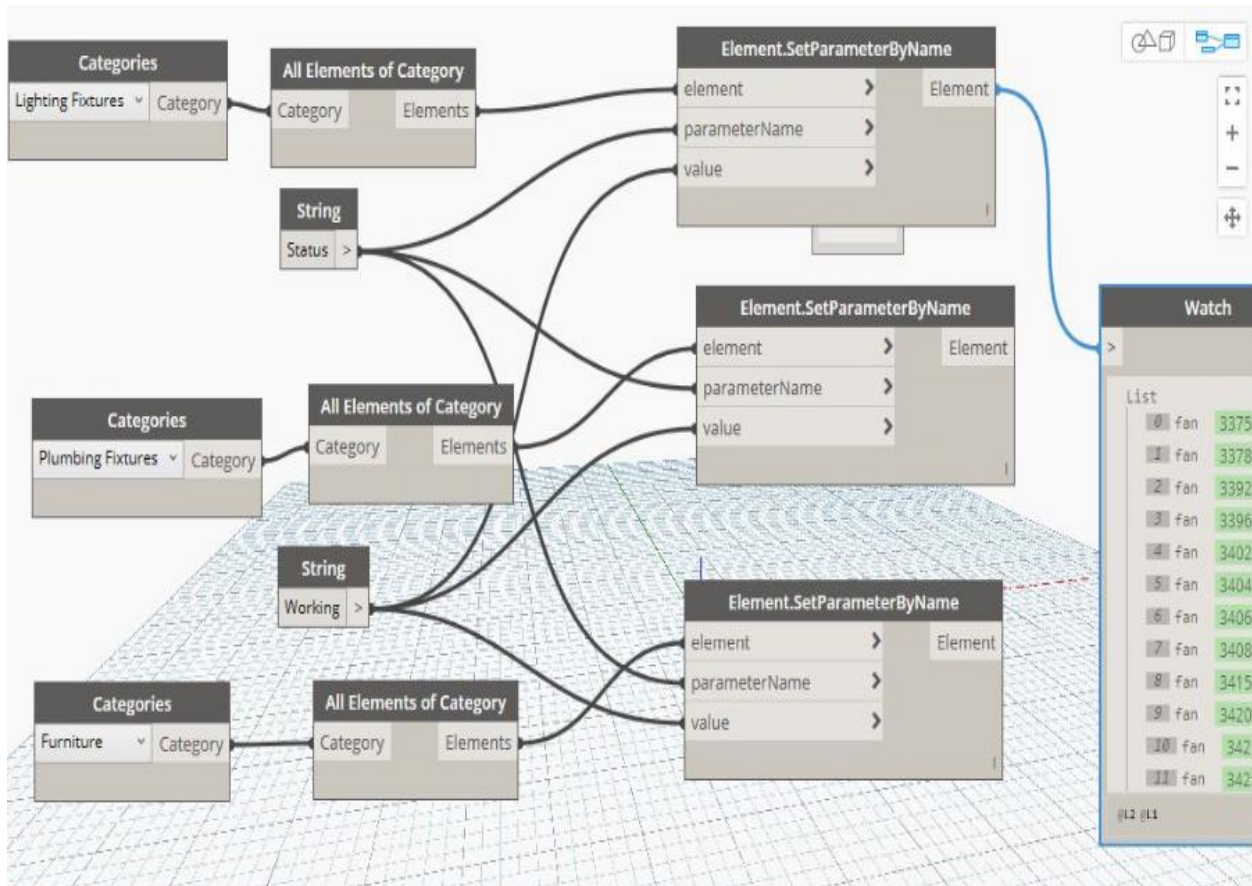 Categories
Lighting Fixtures Category
All Elements of Category
Category Elements
String
Status >
Element.SetParameterByName
element > Element
parameterName >
value >
Categories
Plumbing Fixtures Category
All Elements of Category
Category Elements
Element.SetParameterByName
element > Element
parameterName >
value >
String
Working >
Categories
Furniture Category
All Elements of Category
Category Elements
Element.SetParameterByName
element > Element
parameterName >
value >
Watch
>
List
0 fan 3375
1 fan 3378
2 fan 3392
3 fan 3396
4 fan 3402
5 fan 3404
6 fan 3406
7 fan 3408
8 fan 3415
9 fan 3420
10 fan 342
11 fan 342
@L2 @L1